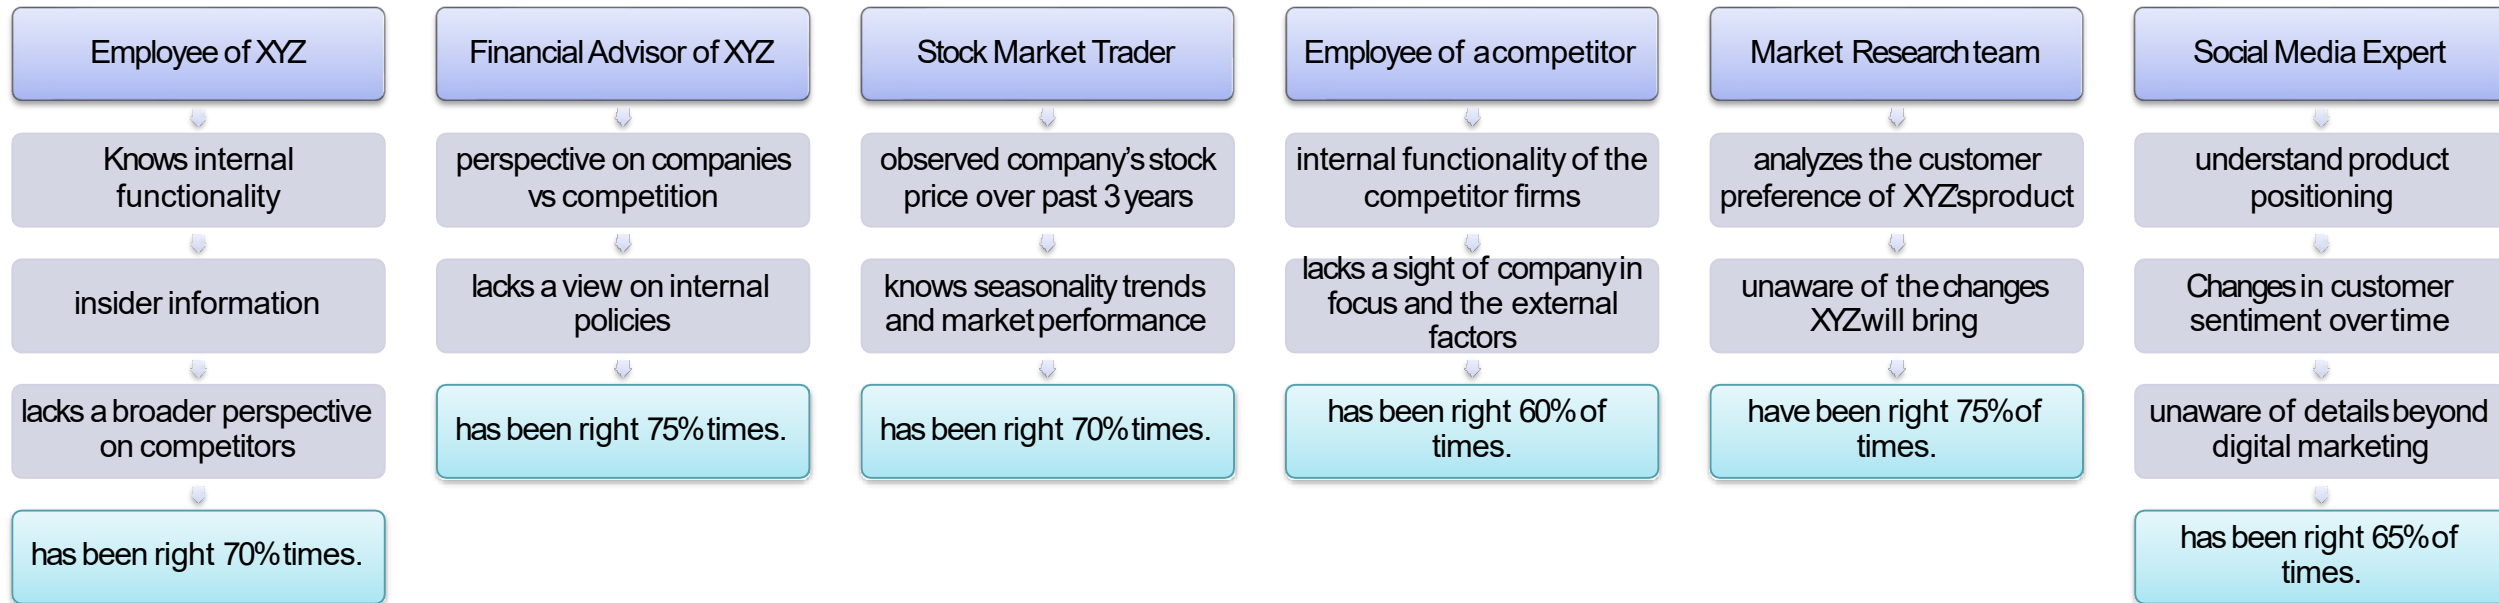 Employee of XYZ
Knows internal
functionality
insider information
lacks a broader perspective
on competitors
has been right 70% times.
Financial Advisor of XYZ
perspective on companies
vs competition
lacks a view on internal
policies
has been right 75% times.
Stock Market Trader
observed company’s stock
price over past 3 years
knows seasonality trends
and market performance
has been right 70% times.
Employee of a competitor
internal functionality of the
competitor firms
lacks a sight of company in
focus and the external
factors
has been right 60% of
times.
Market Research team
analyzes the customer
preference of XYZ’s product
unaware of the changes
XYZ will bring
have been right 75% of
times.
Social Media Expert
understand product
positioning
Changes in customer
sentiment over time
unaware of details beyond
digital marketing
has been right 65% of
times.